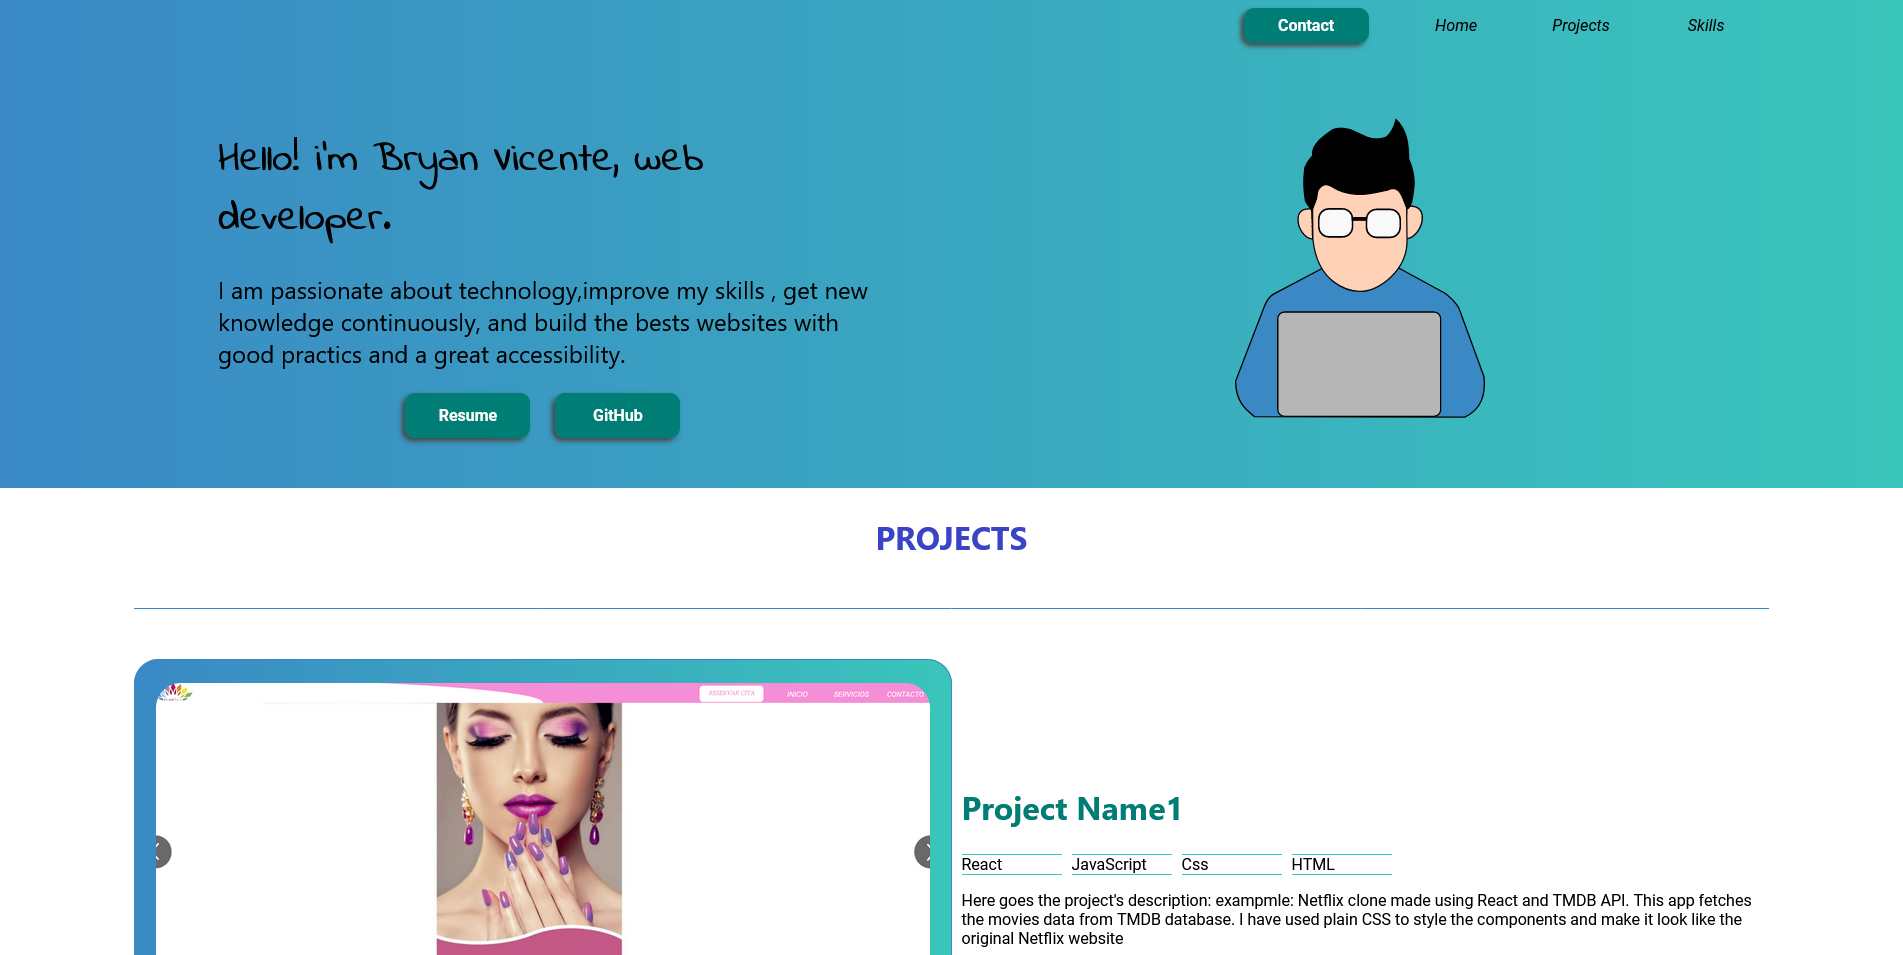 Contact Home Projects Skills
Hello! i'm Bryan Vicente, web
developer.
I am passionate about technology,improve my skills , get new
knowledge continuously, and build the bests websites with
good practics and a great accessibility.
Resume GitHub
PROJECTS
RESERVAR CITA INICIO SERVICIOS CONTACTO
Project Name1
React JavaScript Css HTML
Here goes the project's description: exampmle: Netflix clone made using React and TMDB API. This app fetches
the movies data from TMDB database. I have used plain CSS to style the components and make it look like the
original Netflix website